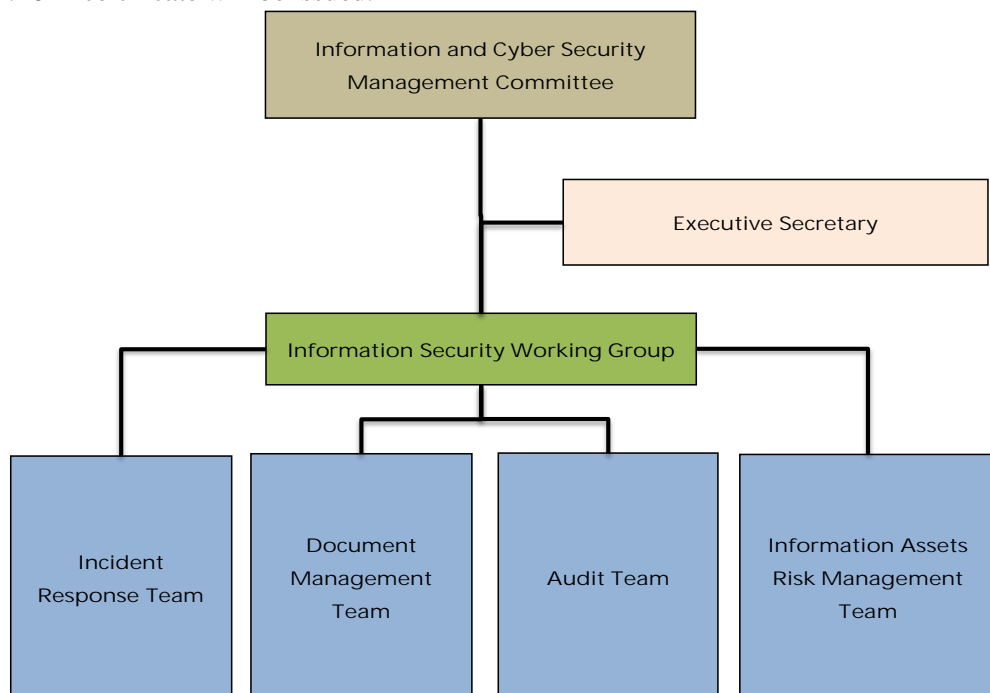 Information and Cyber Security
Management Committee
Executive Secretary
Information Security Working Group
Incident
Response Team
Document
Management
Team
Audit Team
Information Assets
Risk Management
Team